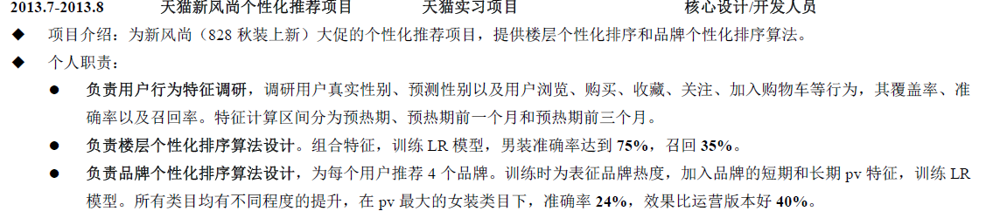 2013.7-2013.8 天猫新风尚个性化推荐项目 天猫实习项目 核心设计/开发人员
◆ 项目介绍：为新风尚（828 秋装上新）大促的个性化推荐项目，提供楼层个性化排序和品牌个性化排序算法。
◆ 个人职责：
● 负责用户行为特征调研，调研用户真实性别、预测性别以及用户浏览、购买、收藏、关注、加入购物车等行为，其覆盖率、准
确率以及召回率。特征计算区间分为预热期、预热期前一个月和预热期前三个月。
● 负责楼层个性化排序算法设计。组合特征，训练 LR 模型，男装准确率达到 75%，召回 35%。
● 负责品牌个性化排序算法设计，为每个用户推荐 4 个品牌。训练时为表征品牌热度，加入品牌的短期和长期 pv 特征，训练 LR
模型。所有类目均有不同程度的提升，在 pv 最大的女装类目下，准确率 24%，效果比运营版本好 40%。